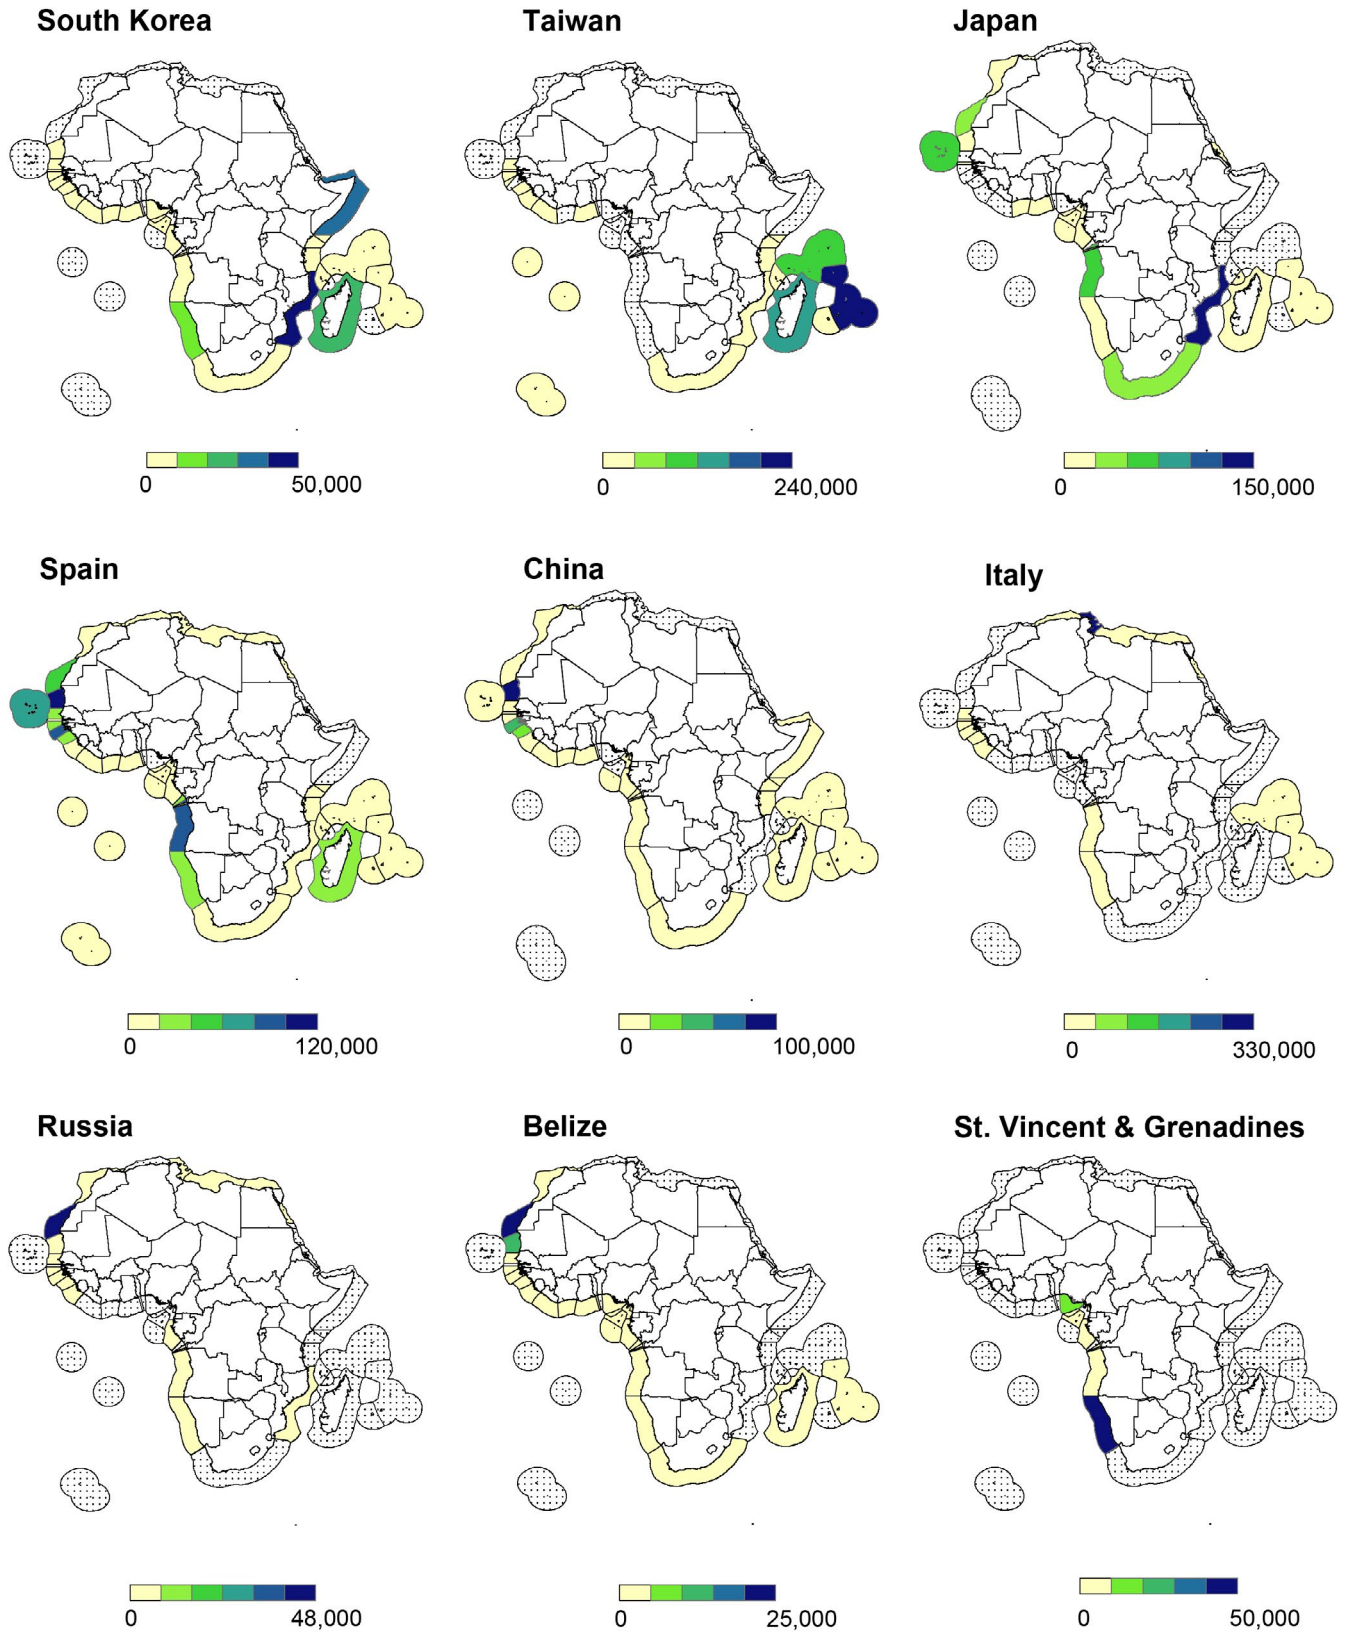 South Korea
Taiwan
Japan
0
50,000
0
240,000
0
150,000
Spain
China
Italy
0
120,000
0
100,000
0
330,000
Russia
Belize
St. Vincent & Grenadines
0
48,000
0
25,000
0
50,000